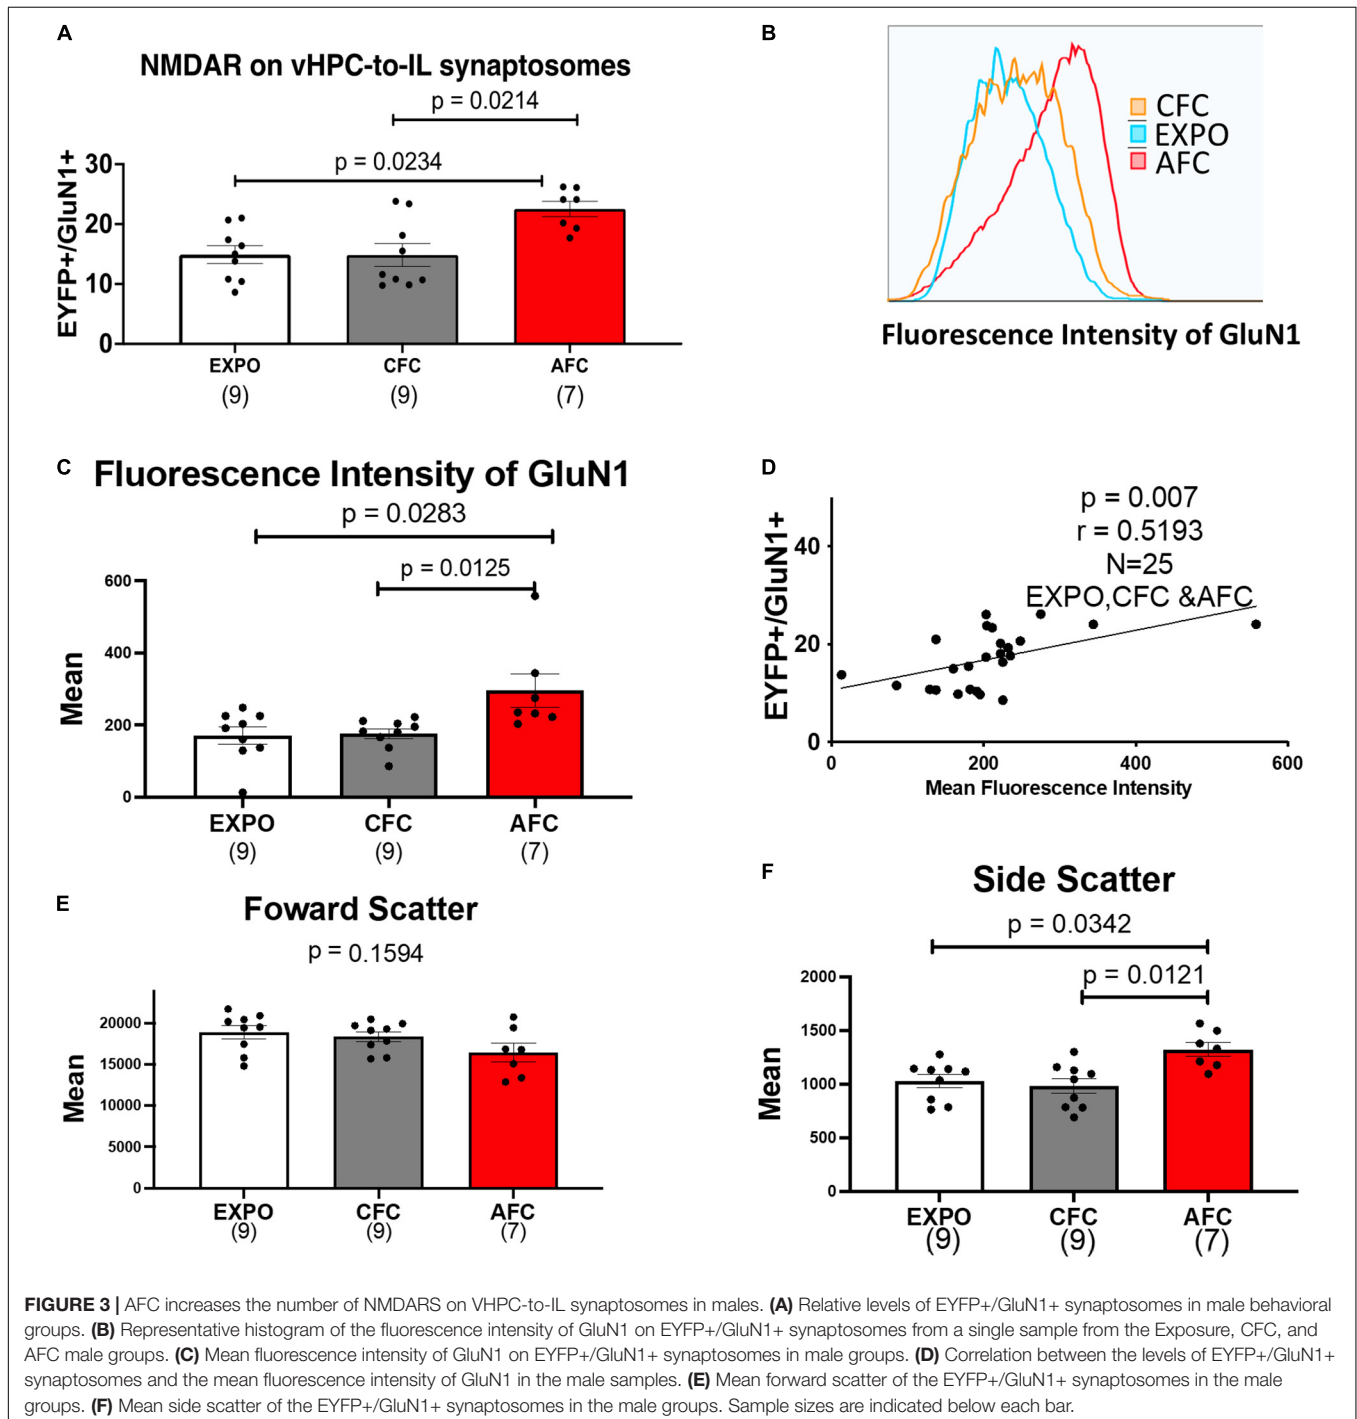 A
NMDAR on vHPC-to-IL synaptosomes
p = 0.0214
p = 0.0234
EYFP+/GluN1+
30
20
10
0
EXPO
CFC
AFC
(9)
(9)
(7)
B
CFC
EXPO
AFC
Fluorescence Intensity of GluN1
C
Fluorescence Intensity of GluN1
p = 0.0283
p = 0.0125
Mean
600
400
200
0
EXPO
CFC
AFC
(9)
(9)
(7)
D
p = 0.007
r = 0.5193
N=25
EXPO,CFC &AFC
EYFP+/GluN1+
40
20
0
0
200
400
600
Mean Fluorescence Intensity
E
Foward Scatter
p = 0.1594
Mean
20000
15000
10000
5000
0
EXPO
CFC
AFC
(9)
(9)
(7)
F
Side Scatter
p = 0.0342
p = 0.0121
Mean
2000
1500
1000
500
0
EXPO
CFC
AFC
(9)
(9)
(7)
FIGURE 3 | AFC increases the number of NMDARS on VHPC-to-IL synaptosomes in males. (A) Relative levels of EYFP+/GluN1+ synaptosomes in male behavioral
groups. (B) Representative histogram of the fluorescence intensity of GluN1 on EYFP+/GluN1+ synaptosomes from a single sample from the Exposure, CFC, and
AFC male groups. (C) Mean fluorescence intensity of GluN1 on EYFP+/GluN1+ synaptosomes in male groups. (D) Correlation between the levels of EYFP+/GluN1+
synaptosomes and the mean fluorescence intensity of GluN1 in the male samples. (E) Mean forward scatter of the EYFP+/GluN1+ synaptosomes in the male
groups. (F) Mean side scatter of the EYFP+/GluN1+ synaptosomes in the male groups. Sample sizes are indicated below each bar.